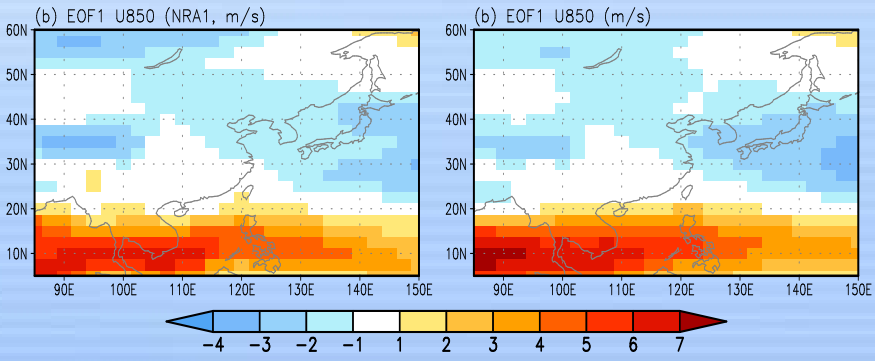 (b) EOF1 U850 (NRA1, m/s)
(b) EOF1 U850 (m/s)
60N
50N
40N
30N
20N
10N
90E 100E 110E 120E 130E 140E 150E
60N
50N
40N
30N
20N
10N
90E 100E 110E 120E 130E 140E 150E
-4 -3 -2 -1 1 2 3 4 5 6 7